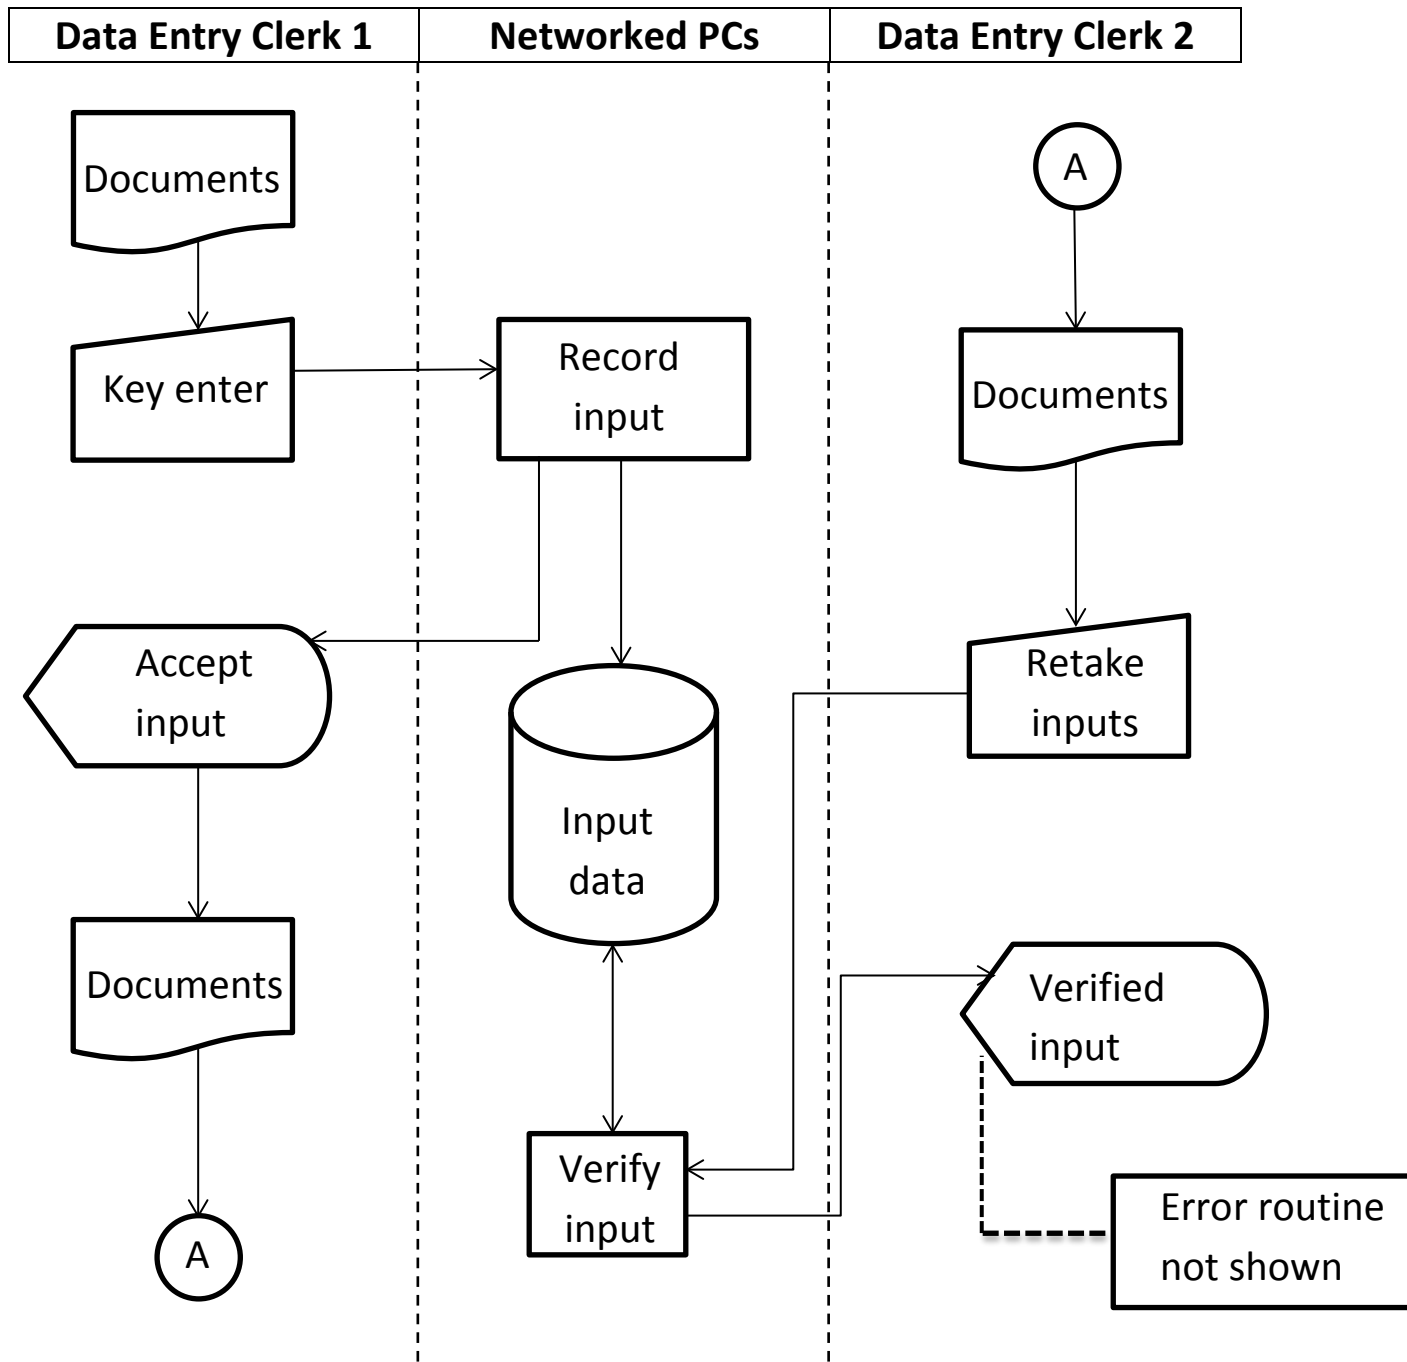 Data Entry Clerk 1
Networked PCs
Data Entry Clerk 2
Documents
Key enter
Accept
input
Documents
A
Record
input
Input
data
Verify
input
A
Documents
Retake
inputs
Verified
input
Error routine
not shown